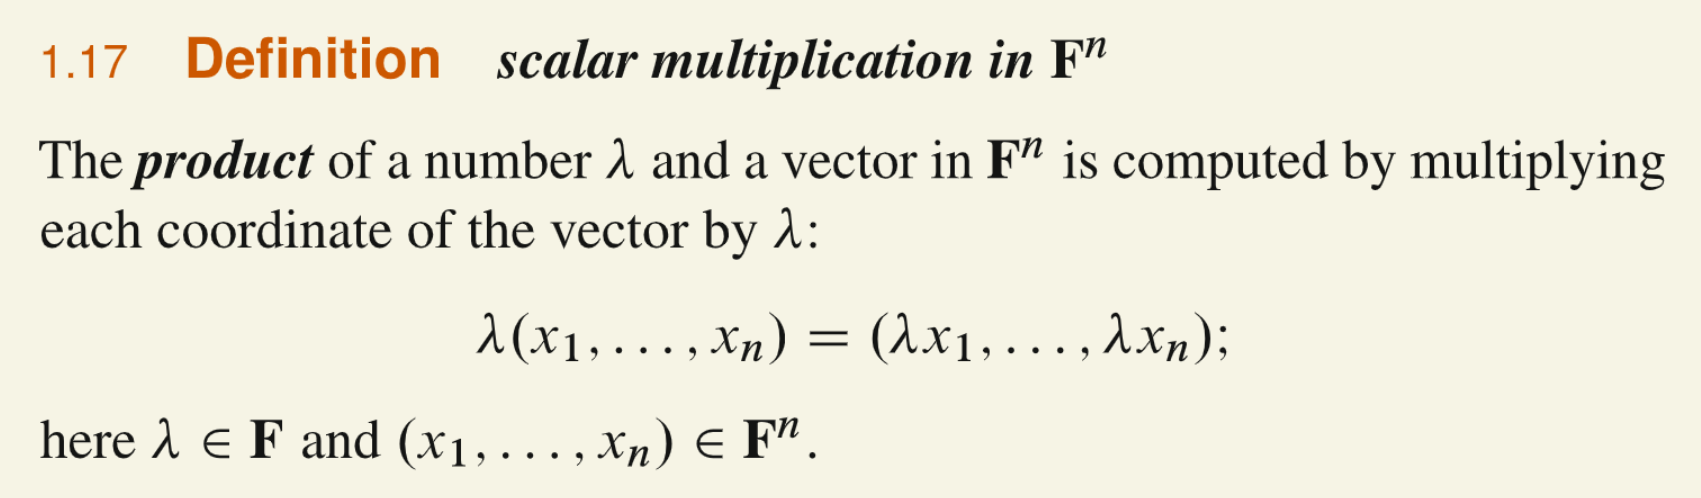 1.17 Definition scalar multiplication in Fⁿ
The product of a number λ and a vector in Fⁿ is computed by multiplying
each coordinate of the vector by λ:
λ(x₁, . . . , xₙ) = (λx₁, . . . , λxₙ);
here λ ∈ F and (x₁, . . . , xₙ) ∈ Fⁿ.